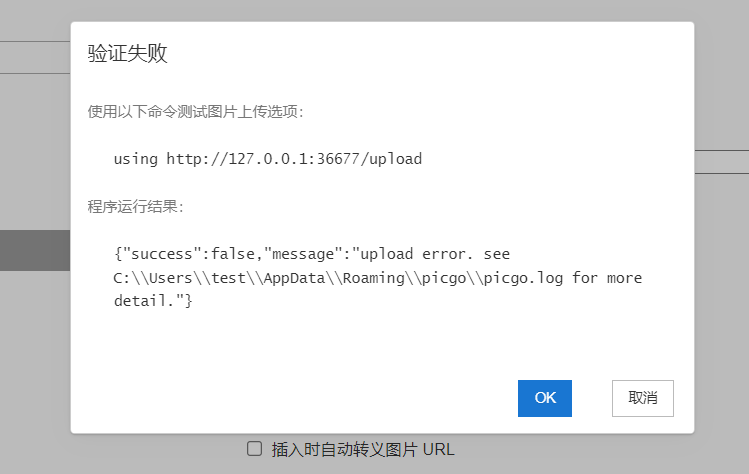 验证失败
使用以下命令测试图片上传选项：
using http://127.0.0.1:36677/upload
程序运行结果：
{"success":false,"message":"upload error. see
C:\\Users\\test\\AppData\\Roaming\\picgo\\picgo.log for more
detail."}
OK 取消
插入时自动转义图片 URL